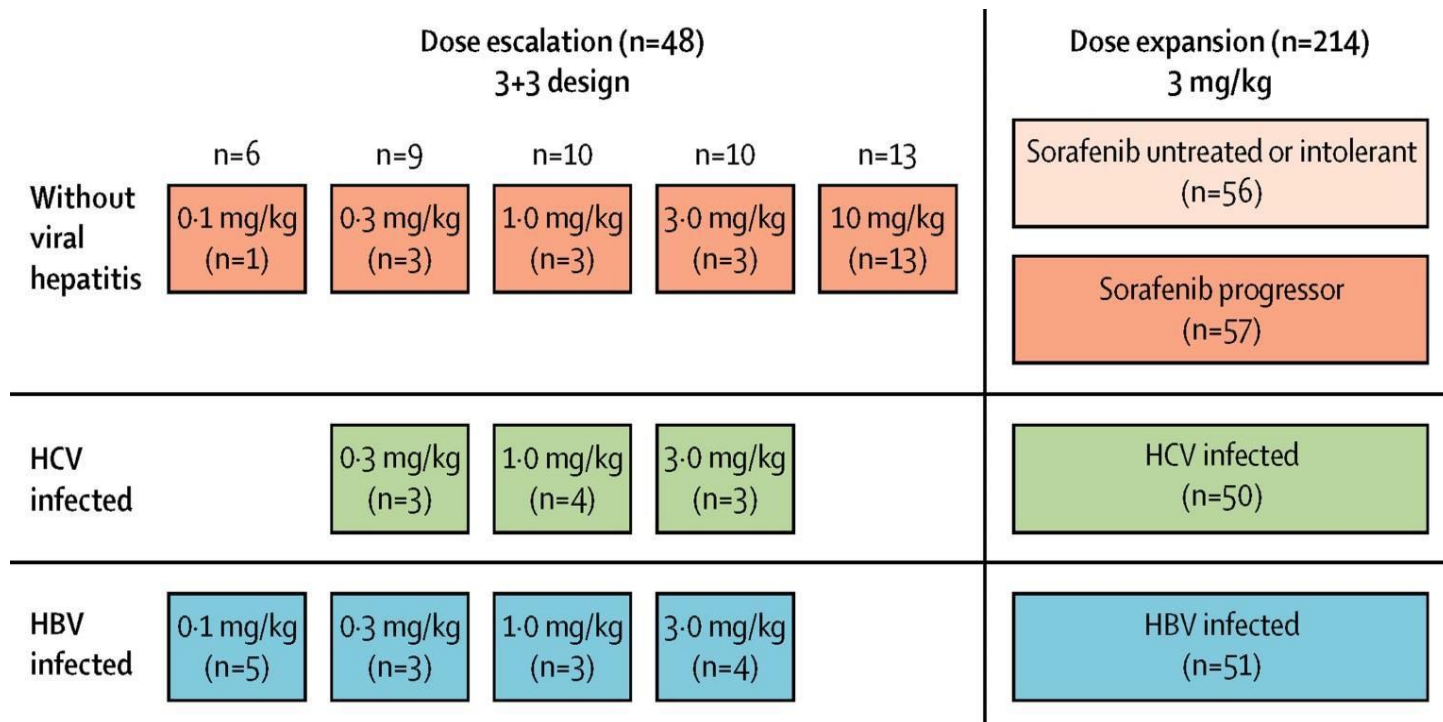 Dose escalation (n=48)
3+3 design
Dose expansion (n=214)
3 mg/kg
n=6
n=9
n=10
n=10
n=13
Without
viral
hepatitis
0·1 mg/kg
(n=1)
0·3 mg/kg
(n=3)
1·0 mg/kg
(n=3)
3·0 mg/kg
(n=3)
10 mg/kg
(n=13)
Sorafenib untreated or intolerant
(n=56)
Sorafenib progressor
(n=57)
HCV
infected
0·3 mg/kg
(n=3)
1·0 mg/kg
(n=4)
3·0 mg/kg
(n=3)
HCV infected
(n=50)
HBV
infected
0·1 mg/kg
(n=5)
0·3 mg/kg
(n=3)
1·0 mg/kg
(n=3)
3·0 mg/kg
(n=4)
HBV infected
(n=51)